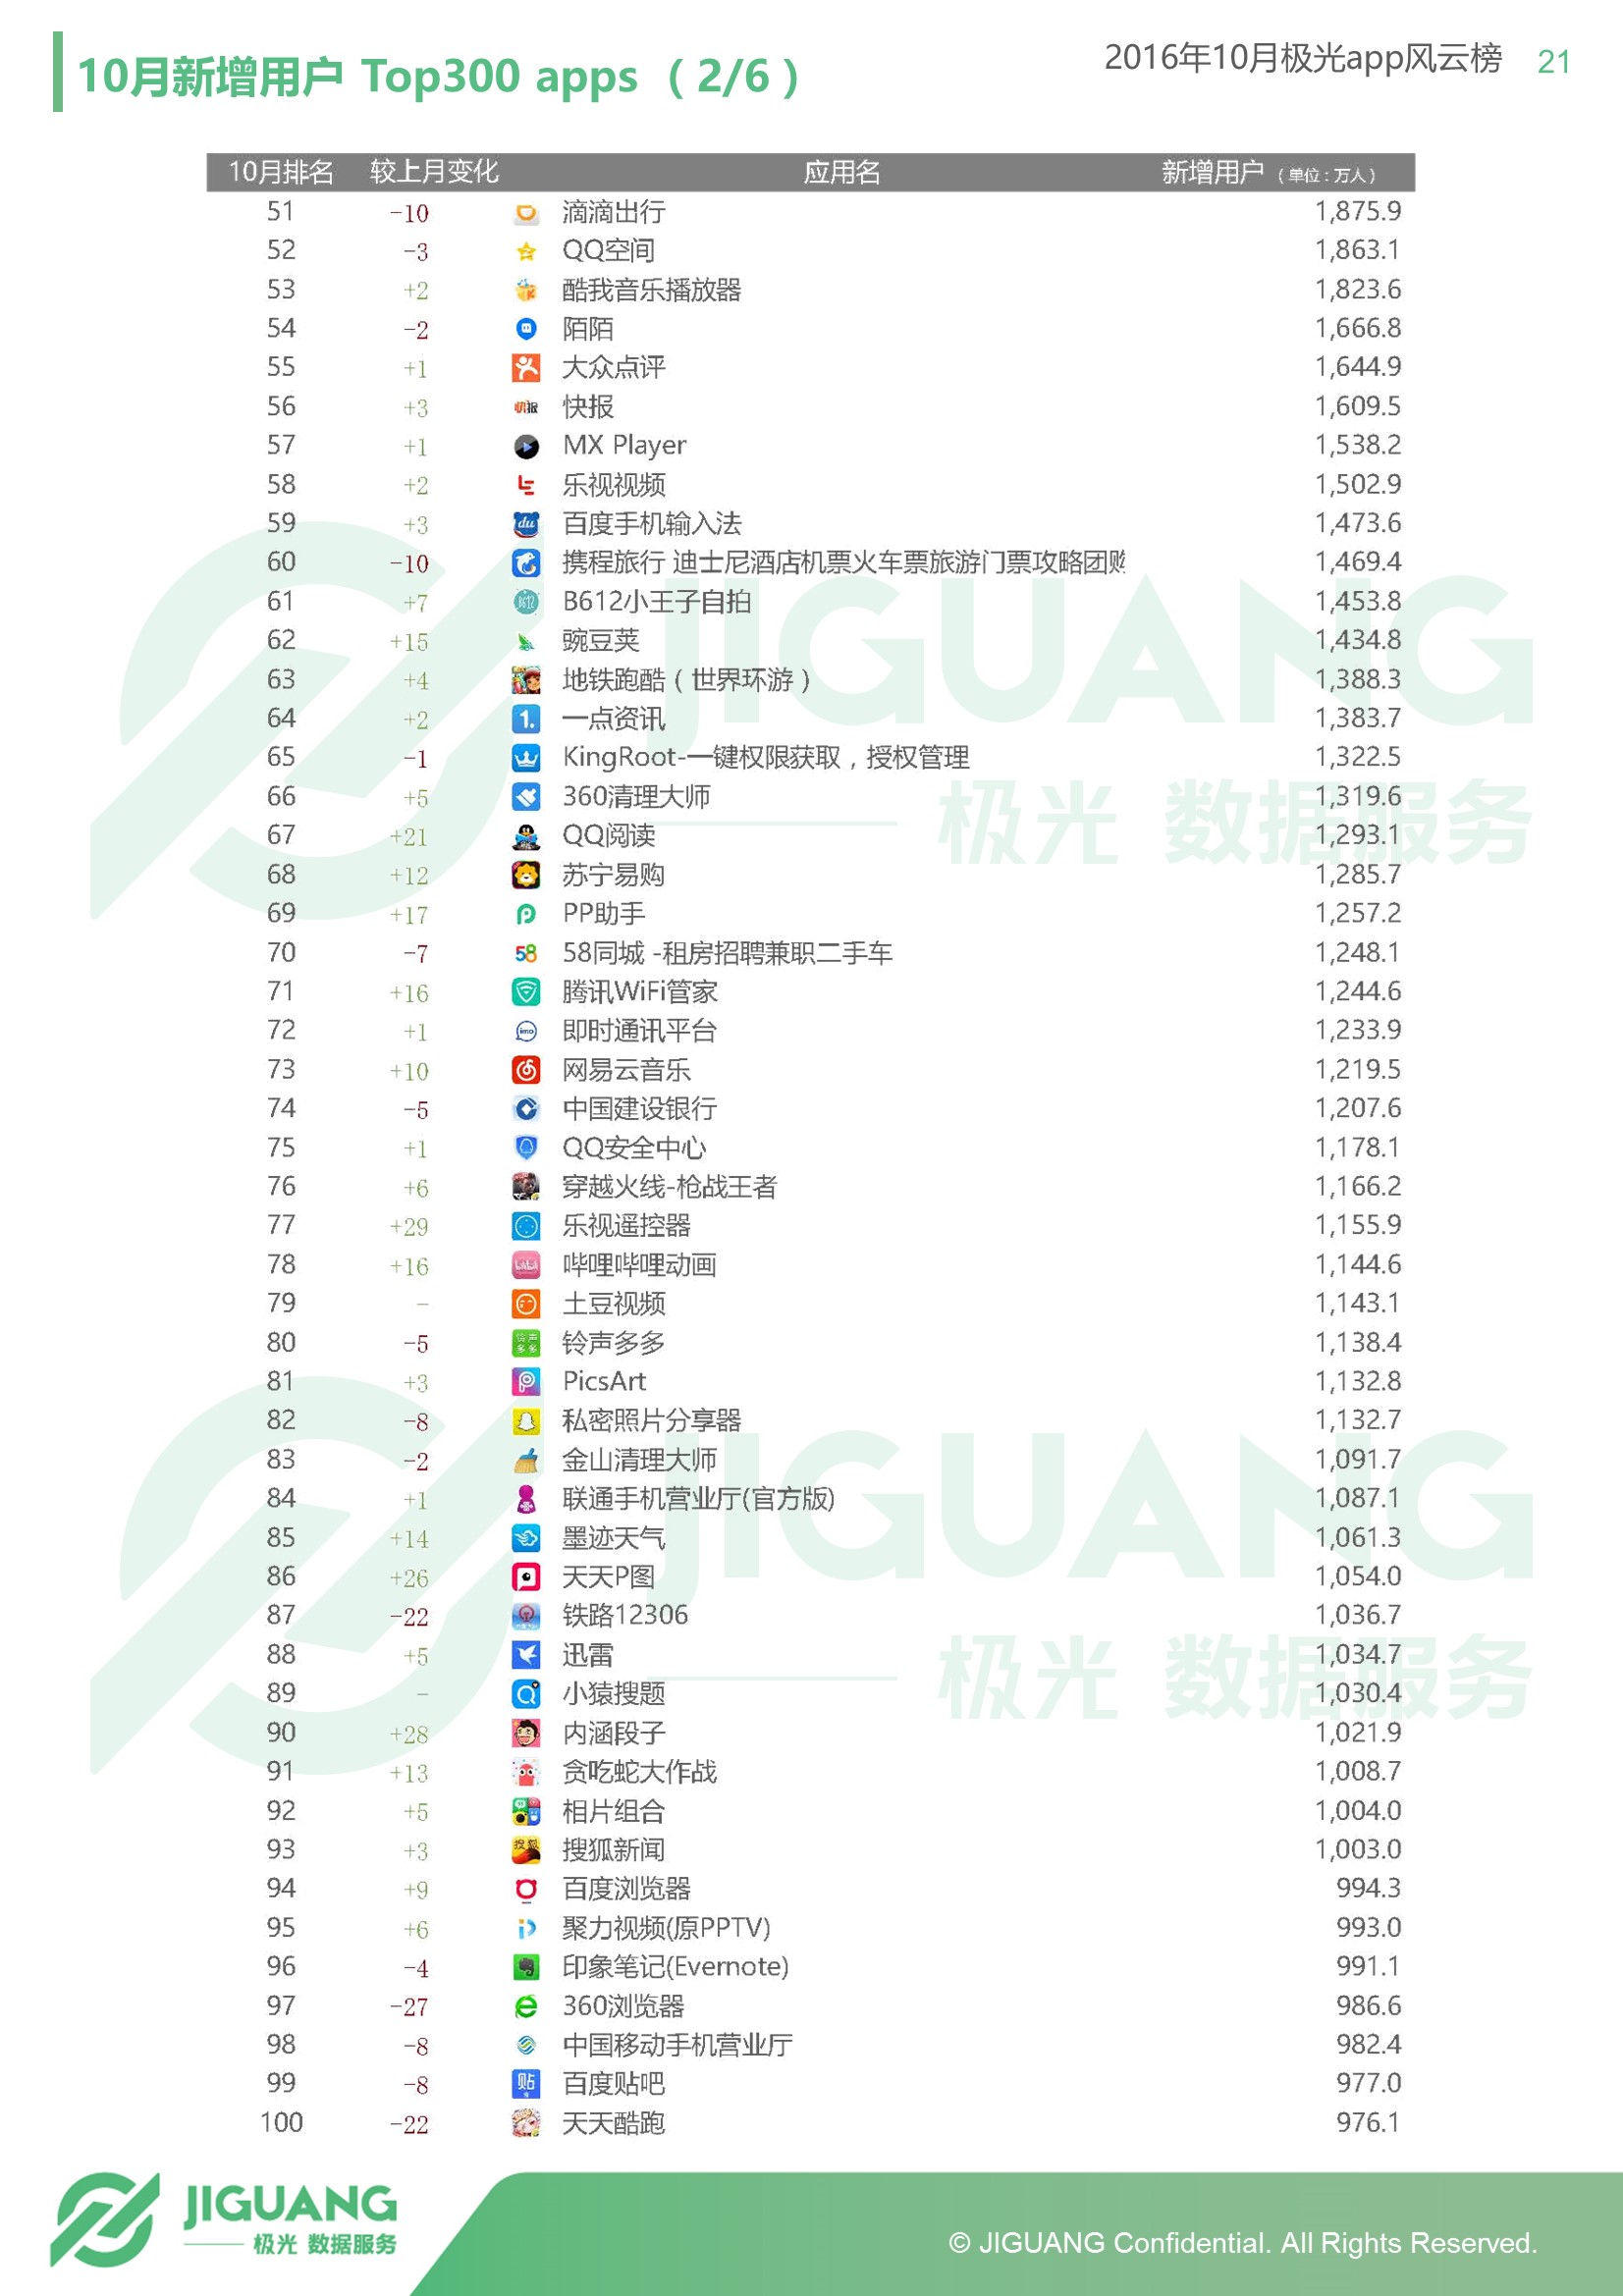 10月新增用户 Top300 apps （2/6）
2016年10月极光app风云榜 21
10月排名 较上月变化 应用名 新增用户（单位：万人）
51 -10 滴滴出行 1,875.9
52 -3 QQ空间 1,863.1
53 +2 酷我音乐播放器 1,823.6
54 -2 陌陌 1,666.8
55 +1 大众点评 1,644.9
56 +3 快报 1,609.5
57 +1 MX Player 1,538.2
58 +2 乐视视频 1,502.9
59 +3 百度手机输入法 1,473.6
60 -10 携程旅行 迪士尼酒店机票火车票旅游门票攻略团购 1,469.4
61 +7 B612小王子自拍 1,453.8
62 +15 豌豆荚 1,434.8
63 +4 地铁跑酷（世界环游） 1,388.3
64 +2 一点资讯 1,383.7
65 -1 KingRoot-一键权限获取，授权管理 1,322.5
66 +5 360清理大师 1,319.6
67 +21 QQ阅读 1,293.1
68 +12 苏宁易购 1,285.7
69 +17 PP助手 1,257.2
70 -7 58同城 -租房招聘兼职二手车 1,248.1
71 +16 腾讯WiFi管家 1,244.6
72 +1 即时通讯平台 1,233.9
73 +10 网易云音乐 1,219.5
74 -5 中国建设银行 1,207.6
75 +1 QQ安全中心 1,178.1
76 +6 穿越火线-枪战王者 1,166.2
77 +29 乐视遥控器 1,155.9
78 +16 哔哩哔哩动画 1,144.6
79 - 土豆视频 1,143.1
80 -5 铃声多多 1,138.4
81 +3 PicsArt 1,132.8
82 -8 私密照片分享器 1,132.7
83 -2 金山清理大师 1,091.7
84 +1 联通手机营业厅(官方版) 1,087.1
85 +14 墨迹天气 1,061.3
86 +26 天天P图 1,054.0
87 -22 铁路12306 1,036.7
88 +5 迅雷 1,034.7
89 - 小猿搜题 1,030.4
90 +28 内涵段子 1,021.9
91 +13 贪吃蛇大作战 1,008.7
92 +5 相片组合 1,004.0
93 +3 搜狐新闻 1,003.0
94 +9 百度浏览器 994.3
95 +6 聚力视频(原PPTV) 993.0
96 -4 印象笔记(Evernote) 991.1
97 -27 360浏览器 986.6
98 -8 中国移动手机营业厅 982.4
99 -8 百度贴吧 977.0
100 -22 天天酷跑 976.1
JIGUANG
极光 数据服务
JIGUANG
极光 数据服务
JIGUANG
极光 数据服务
© JIGUANG Confidential. All Rights Reserved.